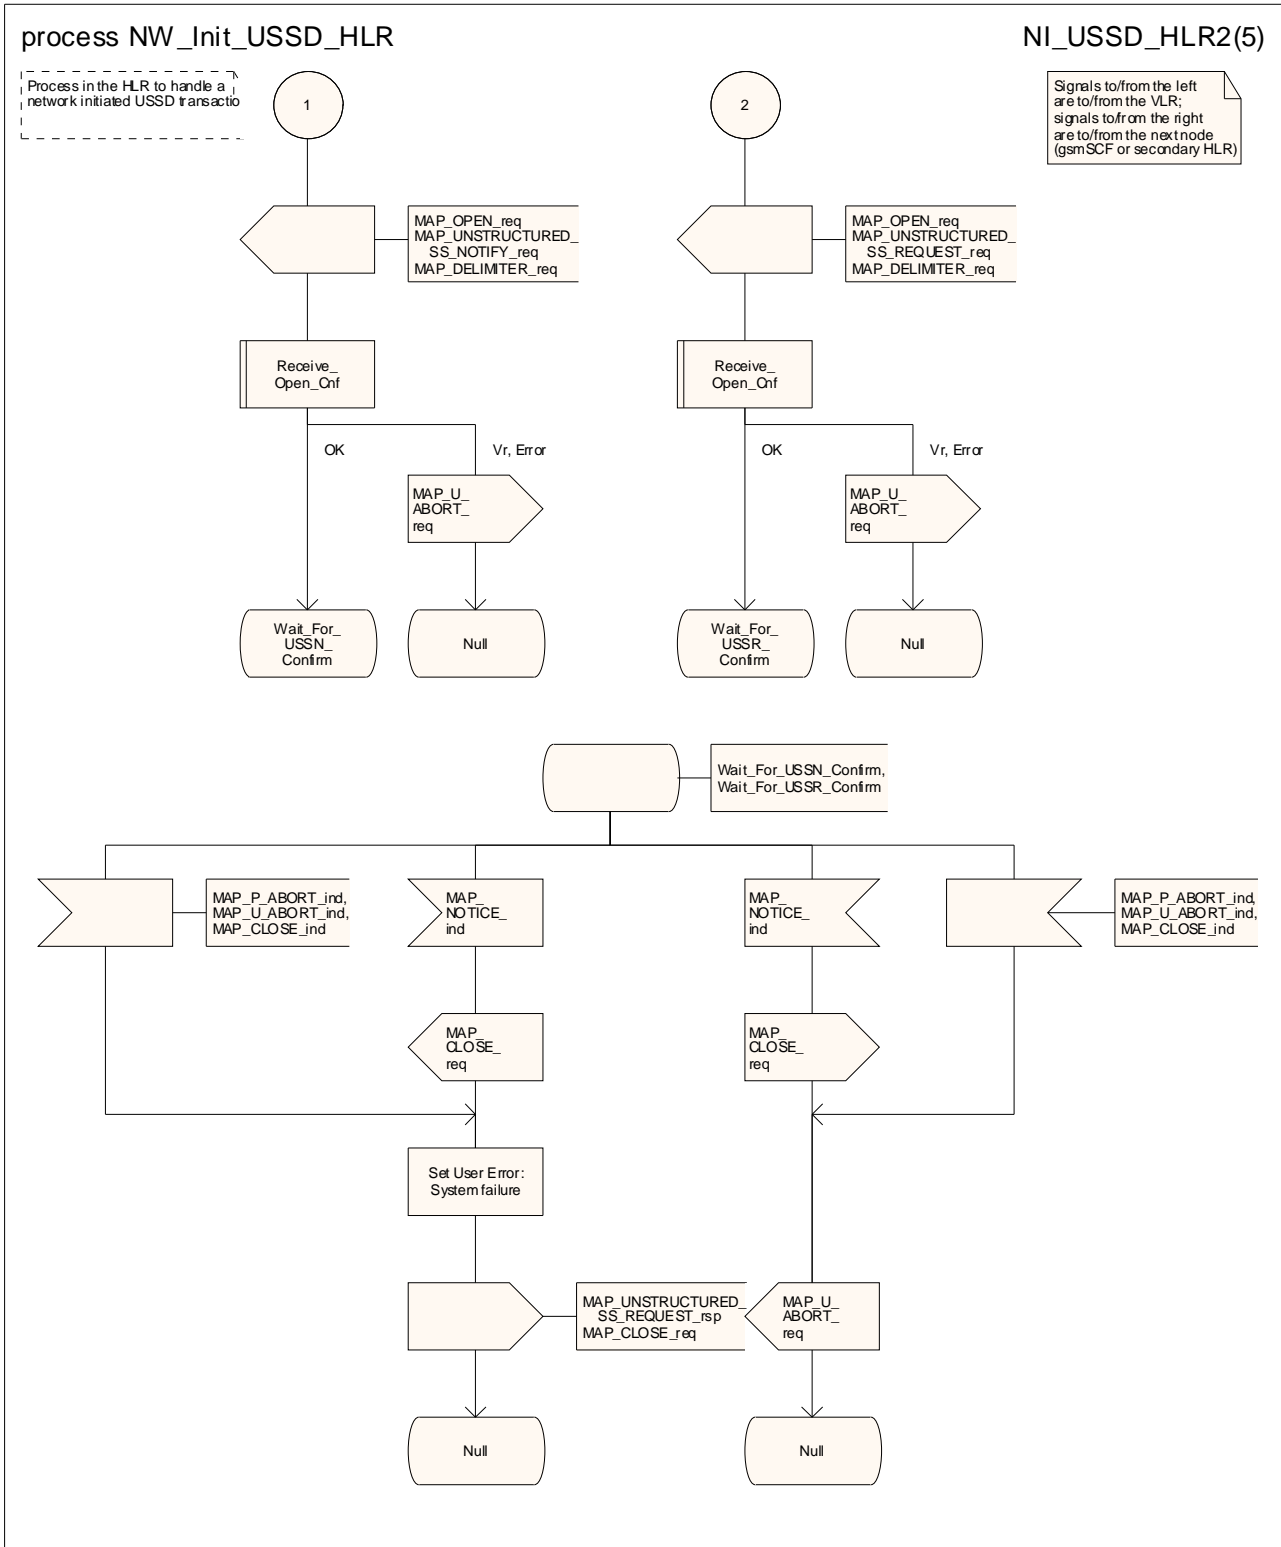 process NW_Init_USSD_HLR
NI_USSD_HLR2(5)
Process in the HLR to handle a
network initiated USSD transactio
1
2
Signals to/from the left
are to/from the VLR;
signals to/from the right
are to/from the next node
(gsmSCF or secondary HLR)
MAP_OPEN_req
MAP_UNSTRUCTURED_
SS_NOTIFY_req
MAP_DELIMITER_req
MAP_OPEN_req
MAP_UNSTRUCTURED_
SS_REQUEST_req
MAP_DELIMITER_req
Receive_
Open_Cnf
Receive_
Open_Cnf
OK
Vr, Error
OK
Vr, Error
MAP_U_
ABORT_
req
MAP_U_
ABORT_
req
Wait_For_
USSN_
Confirm
Null
Wait_For_
USSR_
Confirm
Null
Wait_For_USSN_Confirm,
Wait_For_USSR_Confirm
MAP_P_ABORT_ind,
MAP_U_ABORT_ind,
MAP_CLOSE_ind
MAP_
NOTICE_
ind
MAP_
NOTICE_
ind
MAP_P_ABORT_ind,
MAP_U_ABORT_ind,
MAP_CLOSE_ind
MAP_
CLOSE_
req
MAP_
CLOSE_
req
Set User Error:
System failure
MAP_UNSTRUCTURED_
SS_REQUEST_rsp
MAP_CLOSE_req
MAP_U_
ABORT_
req
Null
Null